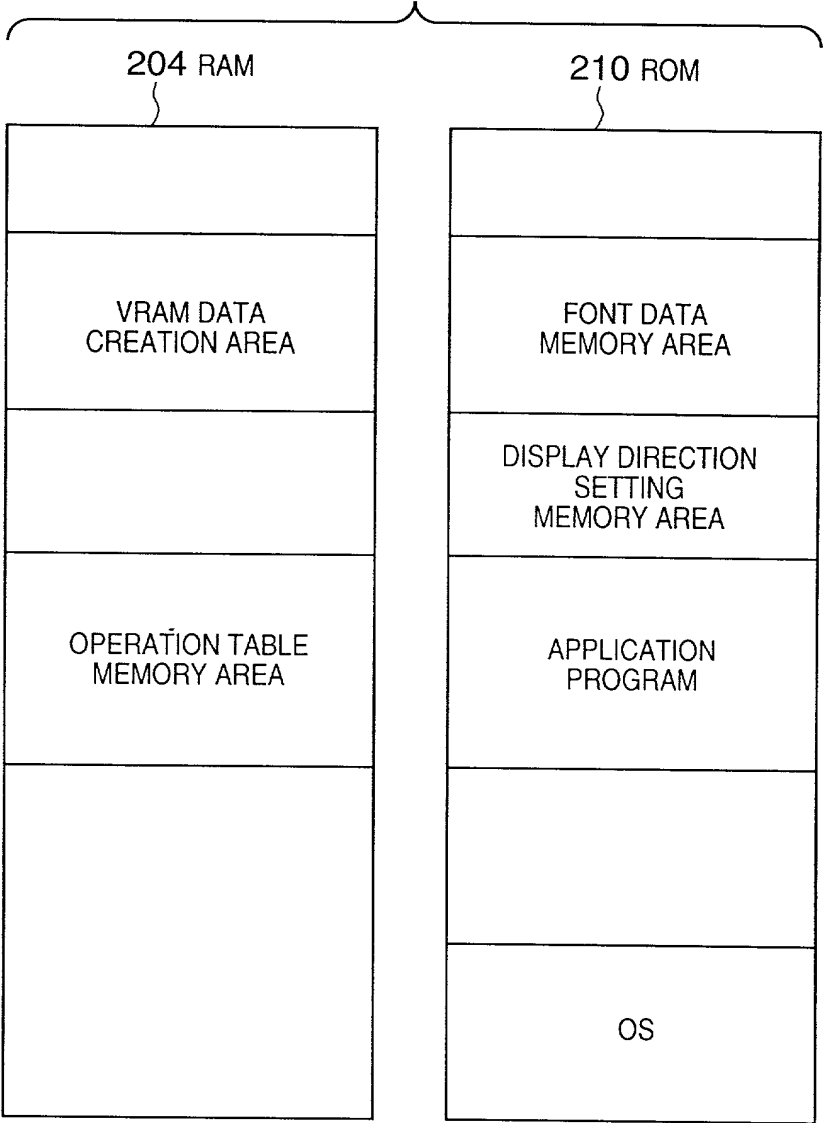 204 RAM
VRAM DATA
CREATION AREA
OPERATION TABLE
MEMORY AREA
210 ROM
FONT DATA
MEMORY AREA
DISPLAY DIRECTION
SETTING
MEMORY AREA
APPLICATION
PROGRAM
OS